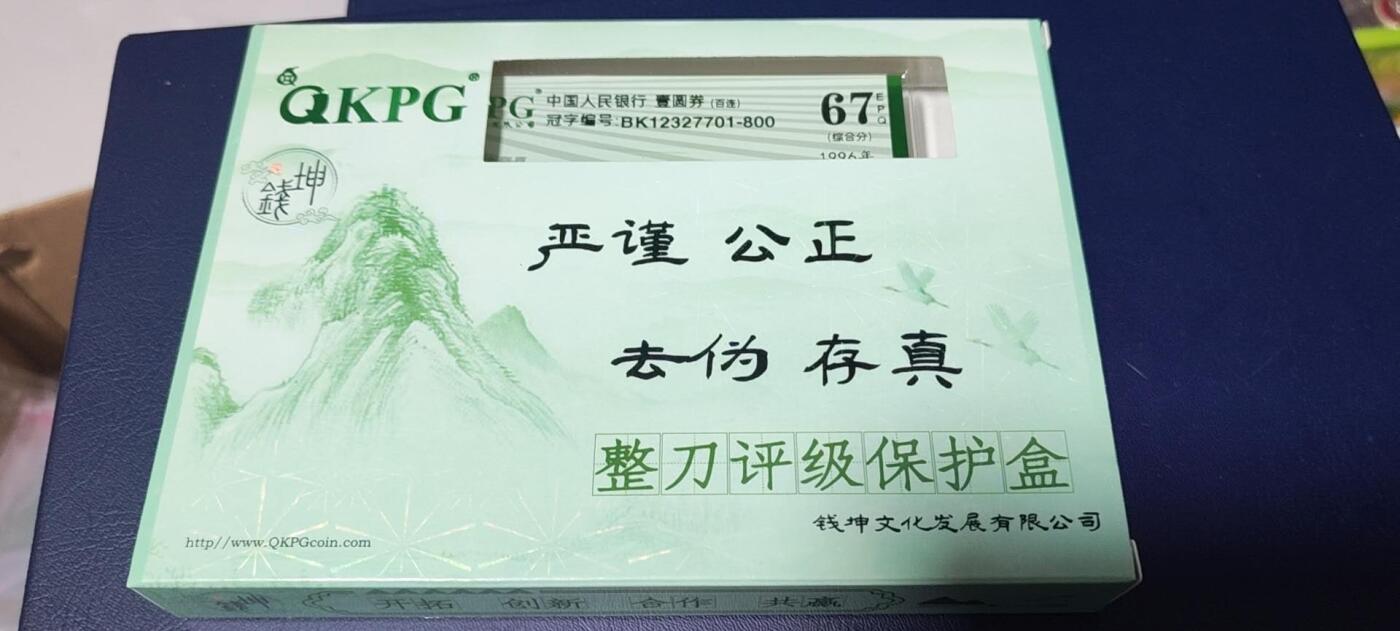 QKPG®
PG® 中国人民银行 壹圆券 (百连)
冠字编号:BK12327701-800
67
EPQ
(综合分)
1996年
钱坤
严谨 公正
去伪 存真
整刀评级保护盒
钱坤文化发展有限公司
http//www.QKPGcoin.com
开拓 创新 合作 共赢